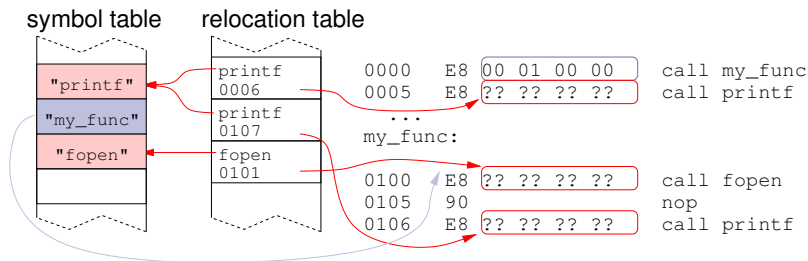 symbol table
relocation table
"printf"
"my_func"
"fopen"
printf
0006
printf
0107
fopen
0101
0000 E8 00 01 00 00 call my_func
0005 E8 ?? ?? ?? ?? call printf
...
my_func:
0100 E8 ?? ?? ?? ?? call fopen
0105 90 nop
0106 E8 ?? ?? ?? ?? call printf